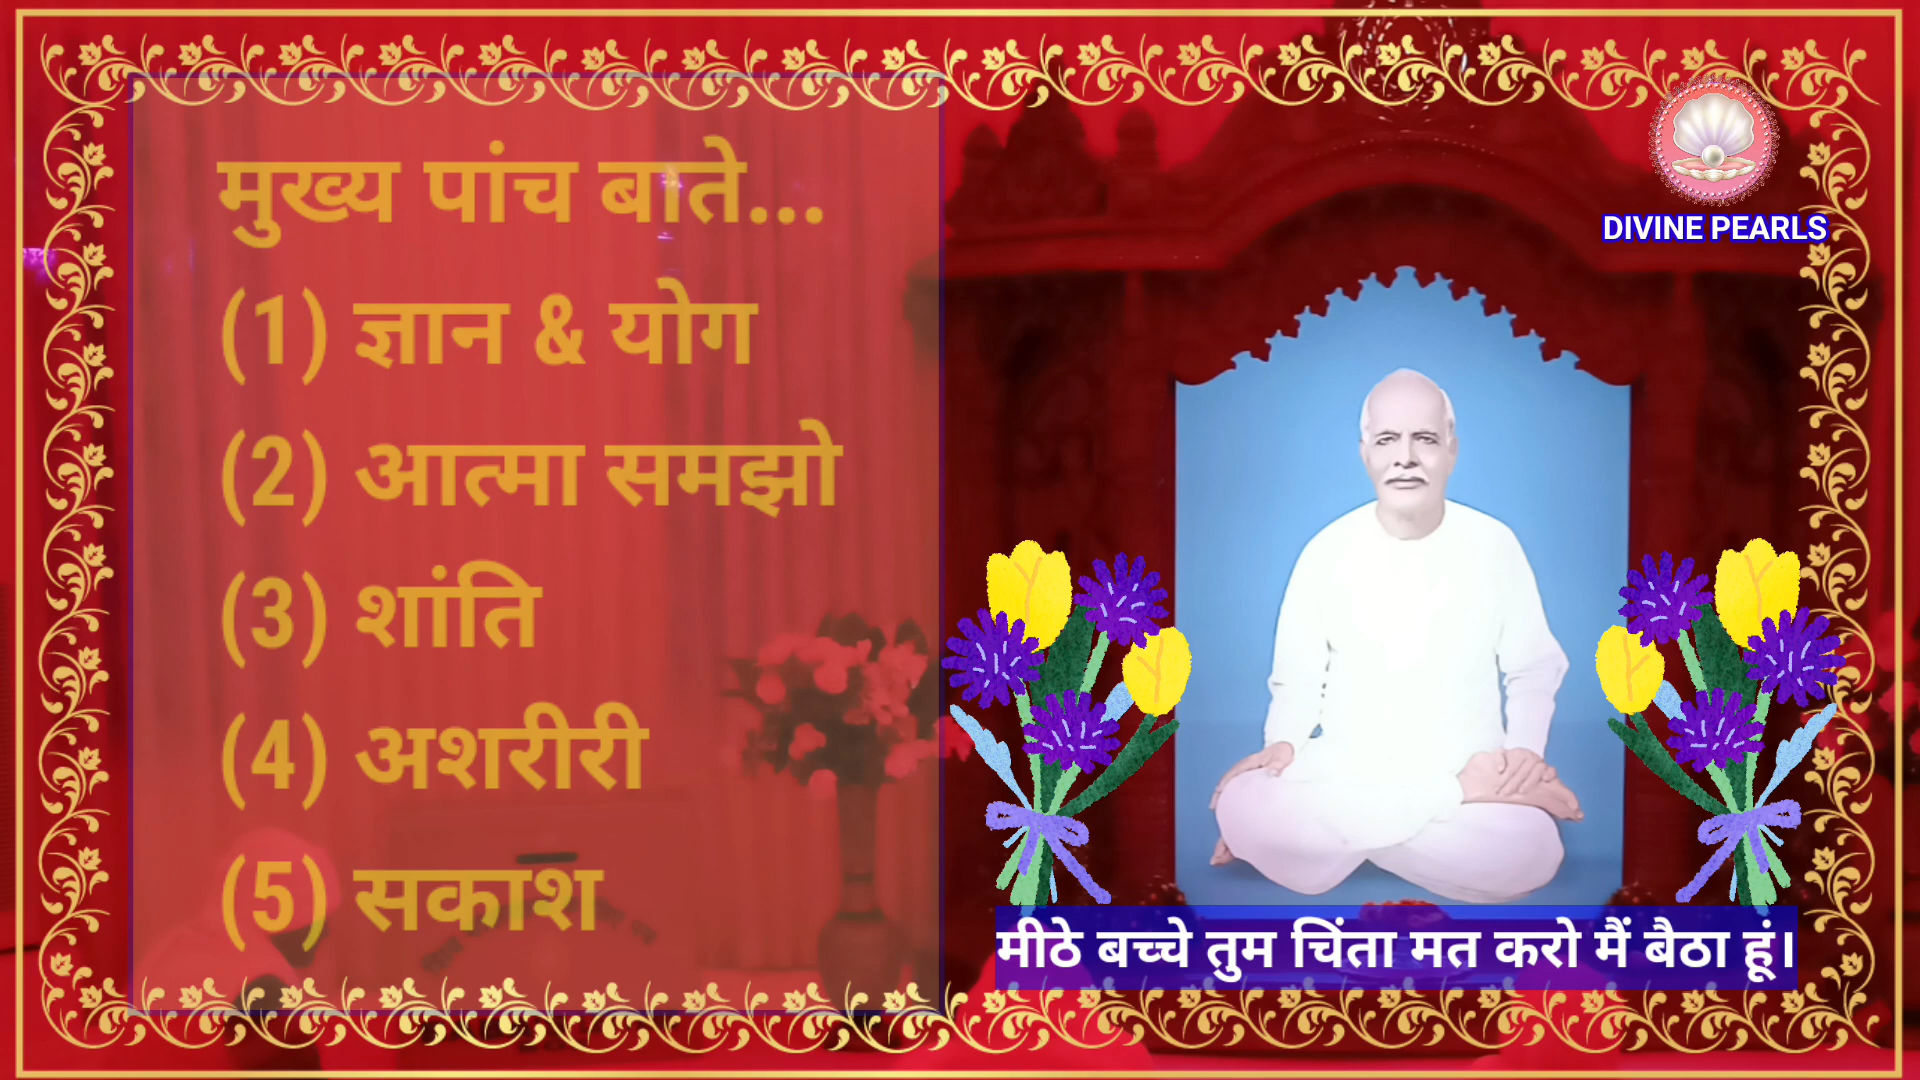 मुख्य पांच बाते...
(1) ज्ञान & योग
(2) आत्मा समझो
(3) शांति
(4) अशरीरी
(5) सकाश
DIVINE PEARLS
मीठे बच्चे तुम चिंता मत करो मैं बैठा हूं।